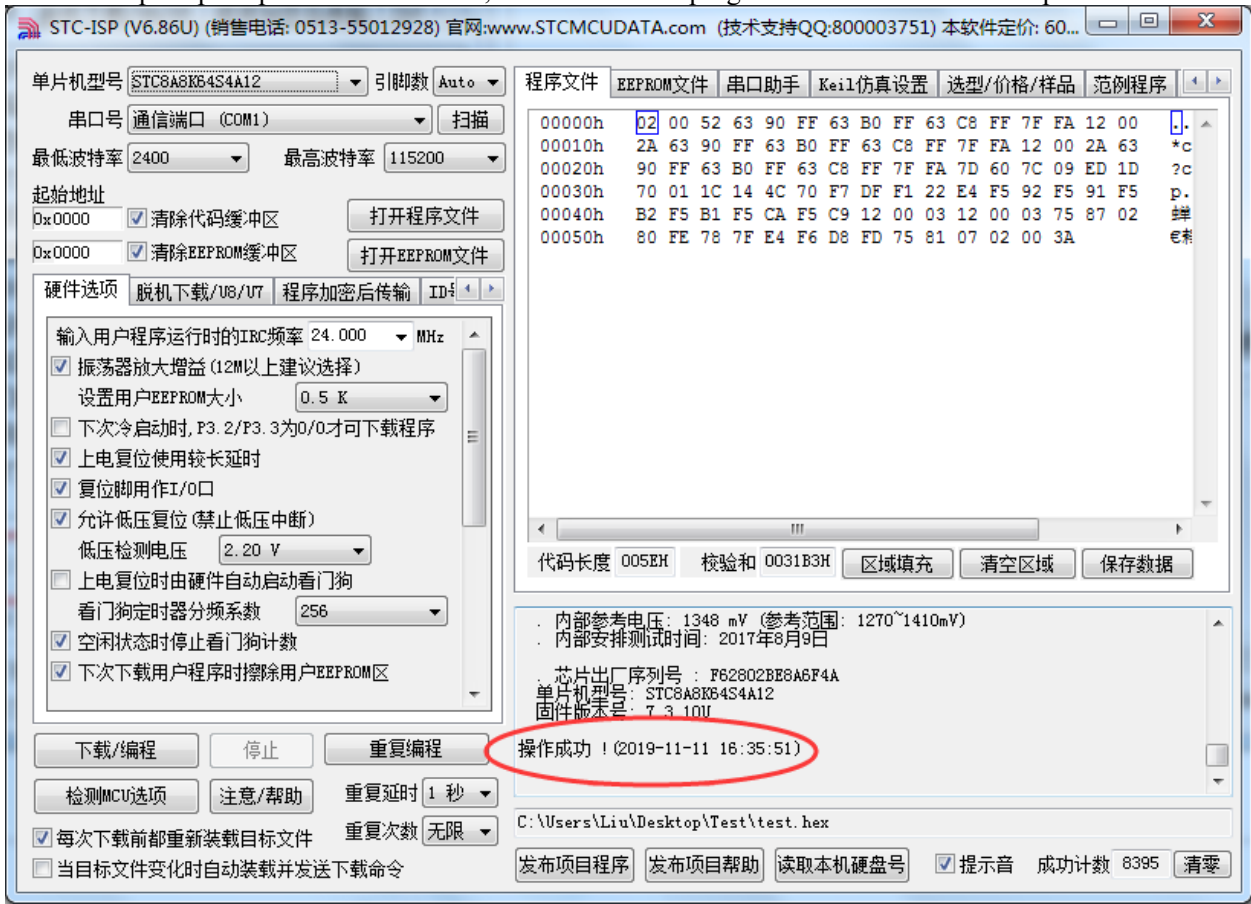 STC-ISP (V6.86U) (销售电话: 0513-55012928) 官网:www.STCMCUDATA.com (技术支持QQ:800003751) 本软件定价: 60...
单片机型号 STC8A8K64S4A12 引脚数 Auto
串口号 通信端口 (COM1) 扫描
最低波特率 2400 最高波特率 115200
起始地址
0x0000 清除代码缓冲区 打开程序文件
0x0000 清除EEPROM缓冲区 打开EEPROM文件
硬件选项 脱机下载/U8/U7 程序加密后传输
输入用户程序运行时的IRC频率 24.000 MHz
振荡器放大增益(12M以上建议选择)
设置用户EEPROM大小 0.5 K
下次冷启动时,P3.2/P3.3为0/0才可下载程序
上电复位使用较长延时
复位脚用作I/O口
允许低压复位(禁止低压中断)
低压检测电压 2.20 V
上电复位时由硬件自动启动看门狗
看门狗定时器分频系数 256
空闲状态时停止看门狗计数
下次下载用户程序时擦除用户EEPROM区
下载/编程 停止 重复编程
检测MCU选项 注意/帮助 重复延时 1 秒
每次下载前都重新装载目标文件 重复次数 无限
当目标文件变化时自动装载并发送下载命令
程序文件 EEPROM文件 串口助手 Keil仿真设置 选型/价格/样品 范例程序
00000h 02 00 52 63 90 FF 63 B0 FF 63 C8 FF 7F FA 12 00 ..
00010h 2A 63 90 FF 63 B0 FF 63 C8 FF 7F FA 12 00 2A 63 *c
00020h 90 FF 63 B0 FF 63 C8 FF 7F FA 7D 60 7C 09 ED 1D ?c
00030h 70 01 1C 14 4C 70 F7 DF F1 22 E4 F5 92 F5 91 F5 p.
00040h B2 F5 B1 F5 CA F5 C9 12 00 03 12 00 03 75 87 02
00050h 80 FE 78 7F E4 F6 D8 FD 75 81 07 02 00 3A
代码长度 005EH 校验和 0031B3H 区域填充 清空区域 保存数据
. 内部参考电压: 1348 mV (参考范围: 1270~1410mV)
. 内部安排测试时间: 2017年8月9日
. 芯片出厂序列号 : F62802BE8A6F4A
单片机型号: STC8A8K64S4A12
固件版本号: 7.3.10U
操作成功 !(2019-11-11 16:35:51)
C:\Users\Liu\Desktop\Test\test.hex
发布项目程序 发布项目帮助 读取本机硬盘号 提示音 成功计数 8395 清零